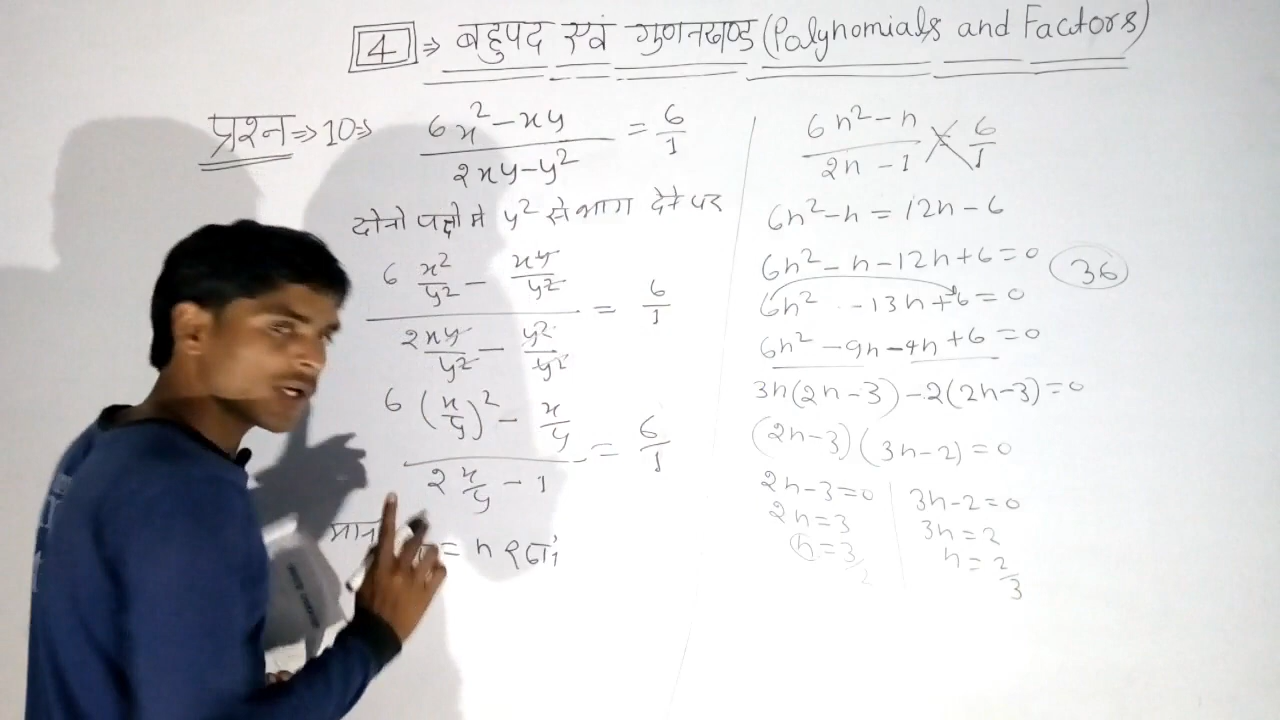 4 ⇒ बहुपद एवं गुणनखण्ड (Polynomials and Factors)
प्रश्न ⇒ 10 ⇒ (6x² - xy)/(2xy - y²) = 6/1
दोनो पक्षो मे y² से भाग देने पर
(6 x²/y² - xy/y²)/(2xy/y² - y²/y²) = 6/1
(6 (x/y)² - x/y)/(2 x/y - 1) = 6/1
मान = n रखने
(6n² - n)/(2n - 1) = 6/1
6n² - n = 12n - 6
6n² - n - 12n + 6 = 0
36
6n² - 13n + 6 = 0
6n² - 9n - 4n + 6 = 0
3n(2n - 3) - 2(2n - 3) = 0
(2n - 3)(3n - 2) = 0
2n - 3 = 0
2n = 3
n = 3/2
3n - 2 = 0
3n = 2
n = 2/3